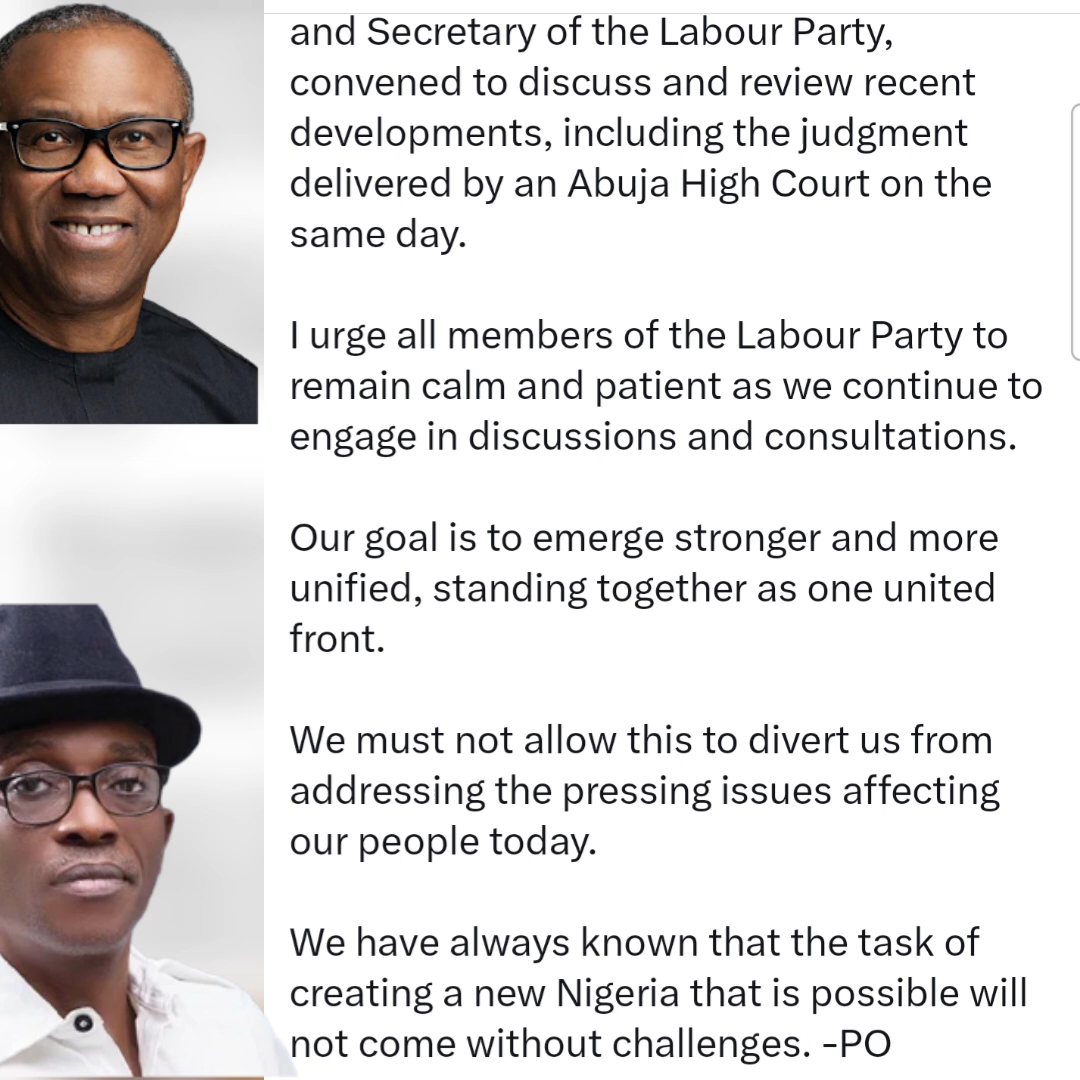 and Secretary of the Labour Party,
convened to discuss and review recent
developments, including the judgment
delivered by an Abuja High Court on the
same day.
I urge all members of the Labour Party to
remain calm and patient as we continue to
engage in discussions and consultations.
Our goal is to emerge stronger and more
unified, standing together as one united
front.
We must not allow this to divert us from
addressing the pressing issues affecting
our people today.
We have always known that the task of
creating a new Nigeria that is possible will
not come without challenges. -PO